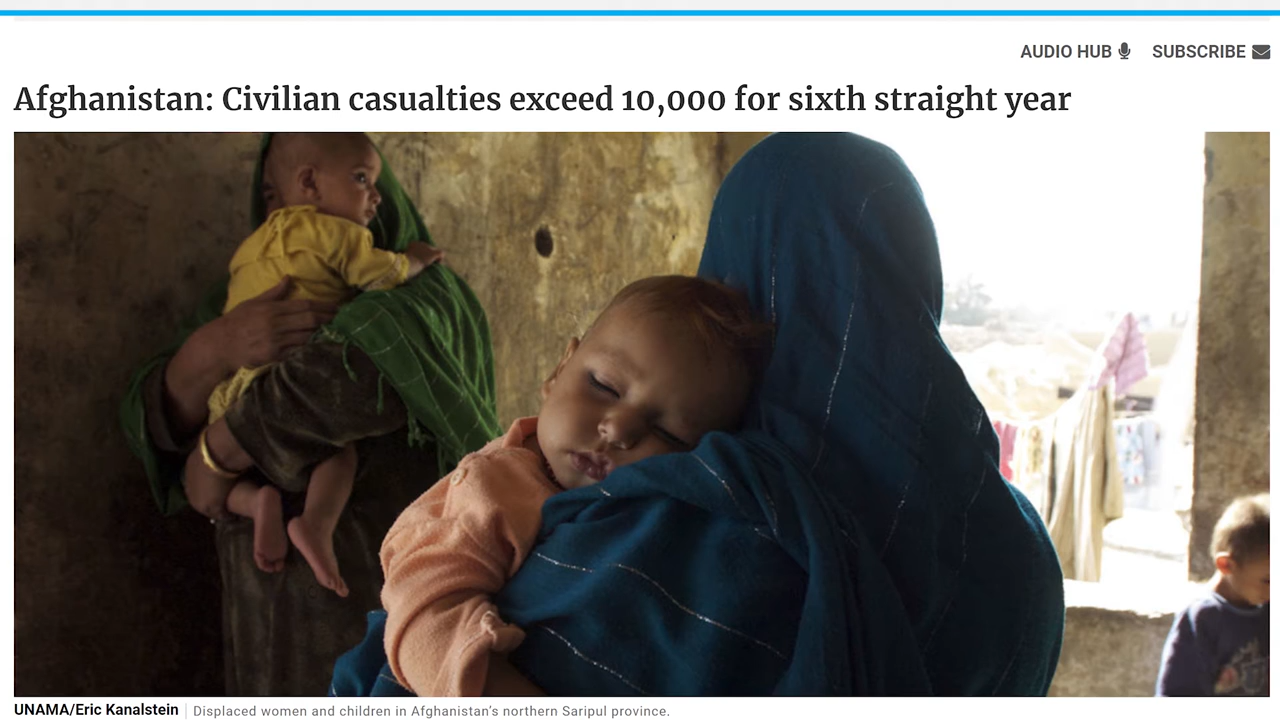 AUDIO HUB SUBSCRIBE
Afghanistan: Civilian casualties exceed 10,000 for sixth straight year
UNAMA/Eric Kanalstein Displaced women and children in Afghanistan’s northern Saripul province.